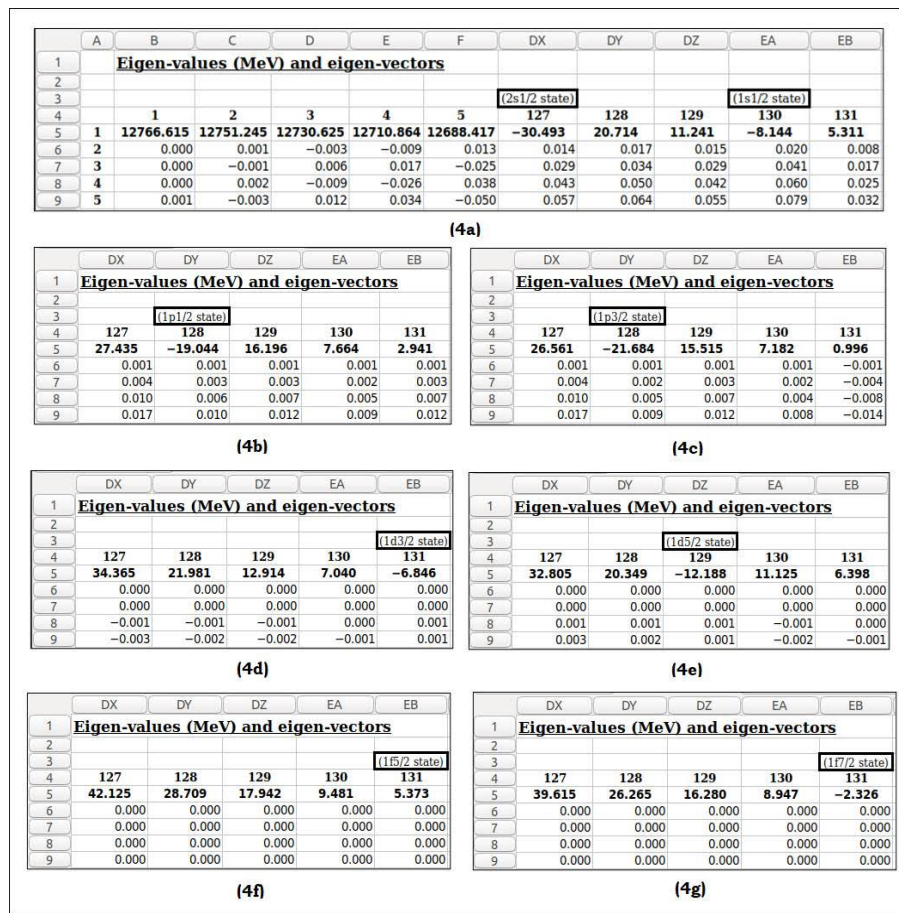 A B C D E F DX DY DZ EA EB
1 Eigen-values (MeV) and eigen-vectors
2
3 (2s1/2 state) (1s1/2 state)
4 1 2 3 4 5 127 128 129 130 131
5 1 12766.615 12751.245 12730.625 12710.864 12688.417 −30.493 20.714 11.241 −8.144 5.311
6 2 0.000 0.001 −0.003 −0.009 0.013 0.014 0.017 0.015 0.020 0.008
7 3 0.000 −0.001 0.006 0.017 −0.025 0.029 0.034 0.029 0.041 0.017
8 4 0.000 0.002 −0.009 −0.026 0.038 0.043 0.050 0.042 0.060 0.025
9 5 0.001 −0.003 0.012 0.034 −0.050 0.057 0.064 0.055 0.079 0.032
(4a)
DX DY DZ EA EB
1 Eigen-values (MeV) and eigen-vectors
2
3 (1p1/2 state)
4 127 128 129 130 131
5 27.435 −19.044 16.196 7.664 2.941
6 0.001 0.001 0.001 0.001 0.001
7 0.004 0.003 0.003 0.002 0.003
8 0.010 0.006 0.007 0.005 0.007
9 0.017 0.010 0.012 0.009 0.012
(4b)
DX DY DZ EA EB
1 Eigen-values (MeV) and eigen-vectors
2
3 (1p3/2 state)
4 127 128 129 130 131
5 26.561 −21.684 15.515 7.182 0.996
6 0.001 0.001 0.001 0.001 −0.001
7 0.004 0.002 0.003 0.002 −0.004
8 0.010 0.005 0.007 0.004 −0.008
9 0.017 0.009 0.012 0.008 −0.014
(4c)
DX DY DZ EA EB
1 Eigen-values (MeV) and eigen-vectors
2
3 (1d3/2 state)
4 127 128 129 130 131
5 34.365 21.981 12.914 7.040 −6.846
6 0.000 0.000 0.000 0.000 0.000
7 0.000 0.000 0.000 0.000 0.000
8 −0.001 −0.001 −0.001 0.000 0.001
9 −0.003 −0.002 −0.002 −0.001 0.001
(4d)
DX DY DZ EA EB
1 Eigen-values (MeV) and eigen-vectors
2
3 (1d5/2 state)
4 127 128 129 130 131
5 32.805 20.349 −12.188 11.125 6.398
6 0.000 0.000 0.000 0.000 0.000
7 0.000 0.000 0.000 0.000 0.000
8 0.001 0.001 0.001 −0.001 0.000
9 0.003 0.002 0.001 −0.002 −0.001
(4e)
DX DY DZ EA EB
1 Eigen-values (MeV) and eigen-vectors
2
3 (1f5/2 state)
4 127 128 129 130 131
5 42.125 28.709 17.942 9.481 5.373
6 0.000 0.000 0.000 0.000 0.000
7 0.000 0.000 0.000 0.000 0.000
8 0.000 0.000 0.000 0.000 0.000
9 0.000 0.000 0.000 0.000 0.000
(4f)
DX DY DZ EA EB
1 Eigen-values (MeV) and eigen-vectors
2
3 (1f7/2 state)
4 127 128 129 130 131
5 39.615 26.265 16.280 8.947 −2.326
6 0.000 0.000 0.000 0.000 0.000
7 0.000 0.000 0.000 0.000 0.000
8 0.000 0.000 0.000 0.000 0.000
9 0.000 0.000 0.000 0.000 0.000
(4g)